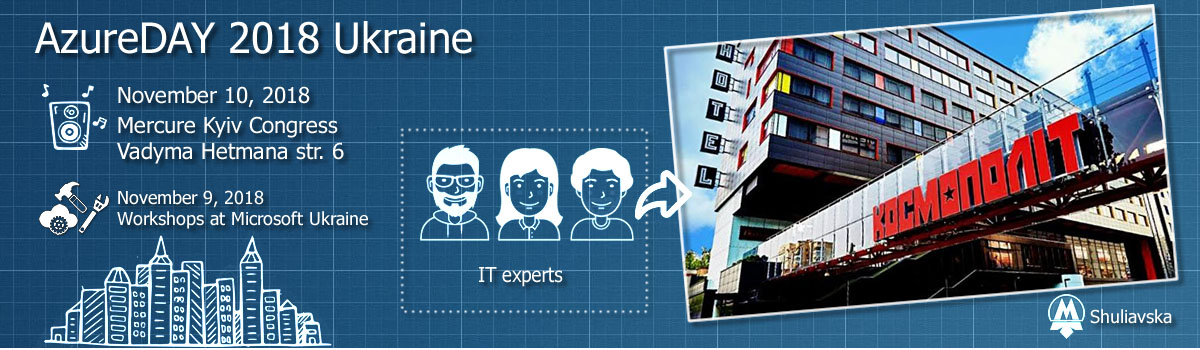 AzureDAY 2018 Ukraine
November 10, 2018
Mercure Kyiv Congress
Vadyma Hetmana str. 6
November 9, 2018
Workshops at Microsoft Ukraine
IT experts
HOTEL
КОСМОПОЛІТ
M
Shuliavska